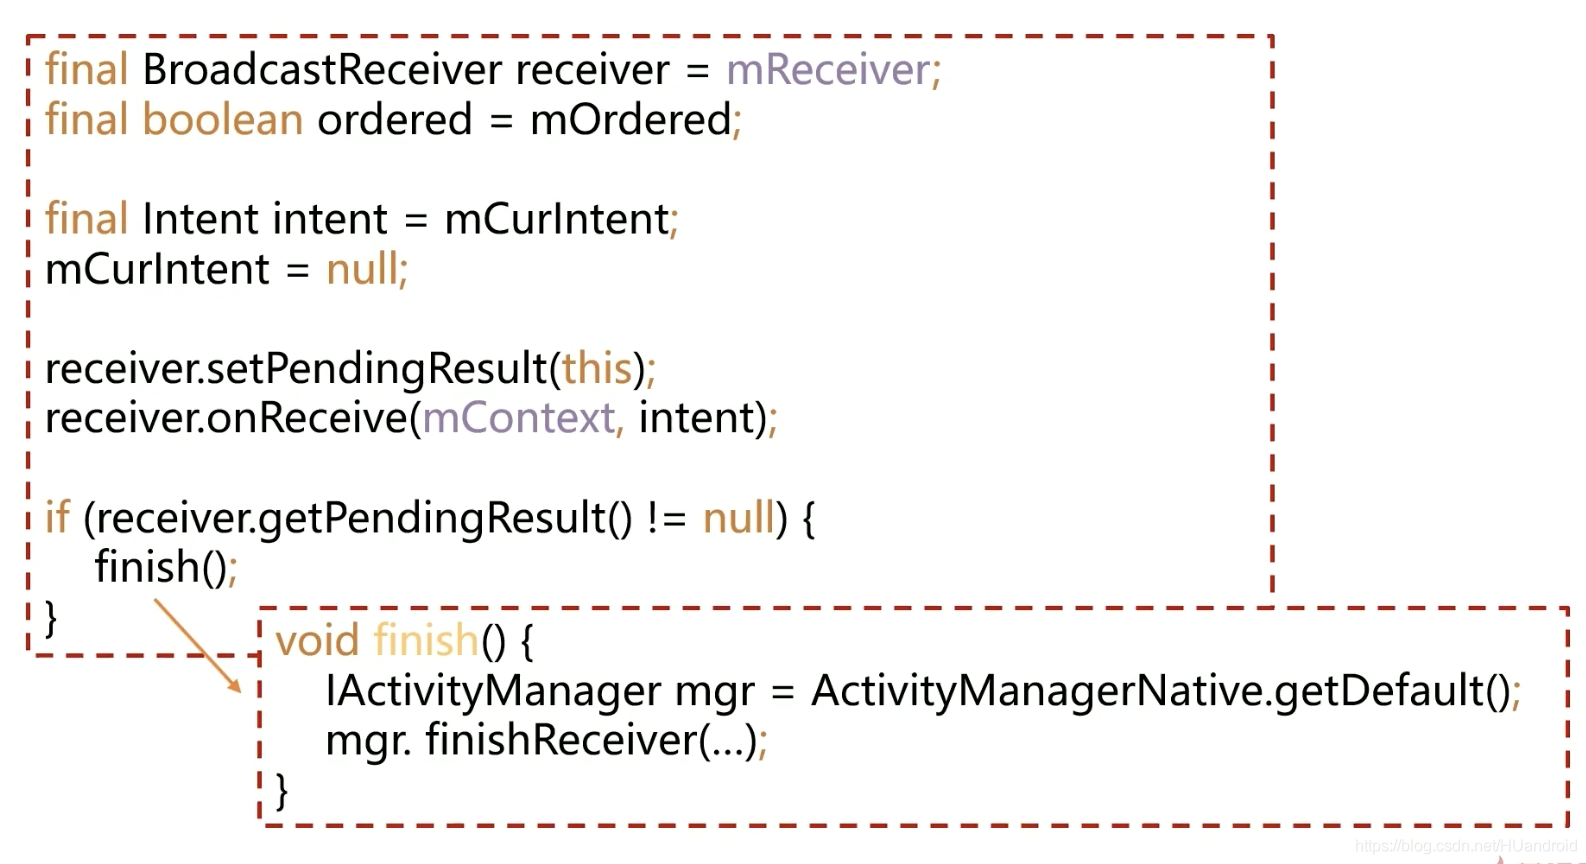 final BroadcastReceiver receiver = mReceiver;
final boolean ordered = mOrdered;
final Intent intent = mCurIntent;
mCurIntent = null;
receiver.setPendingResult(this);
receiver.onReceive(mContext, intent);
if (receiver.getPendingResult() != null) {
finish();
}
void finish() {
IActivityManager mgr = ActivityManagerNative.getDefault();
mgr. finishReceiver(...);
}
https://blog.csdn.net/HUandroid